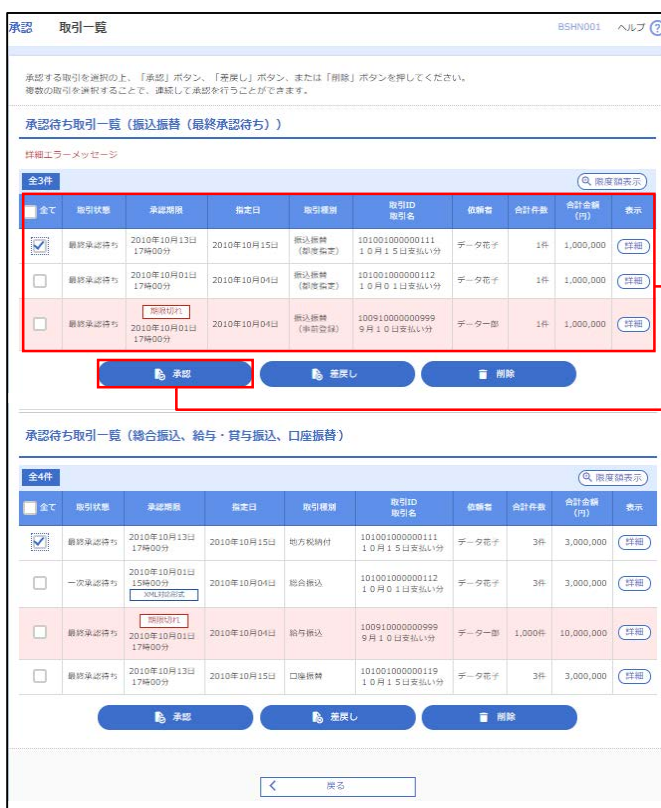 承認 取引一覧 BSHN001 ヘルプ ?
承認する取引を選択の上、「承認」ボタン、「差戻し」ボタン、または「削除」ボタンを押してください。
複数の取引を選択することで、連続して承認を行うことができます。
承認待ち取引一覧（振込振替（最終承認待ち））
詳細エラーメッセージ
全3件 限度額表示
全て 取引状態 承認期限 指定日 取引種別 取引ID 依頼者 合計件数 合計金額 表示
取引名 (円)
最終承認待ち 2010年10月13日 2010年10月15日 振込振替 101001000000111 データ花子 1件 1,000,000 詳細
17時00分 (都度指定) 10月15日支払い分
最終承認待ち 2010年10月01日 2010年10月04日 振込振替 101001000000112 データ花子 1件 1,000,000 詳細
17時00分 (都度指定) 10月01日支払い分
期限切れ
最終承認待ち 2010年10月01日 2010年10月04日 振込振替 100910000000999 データ一郎 1件 1,000,000 詳細
17時00分 (事前登録) 9月10日支払い分
承認 差戻し 削除
承認待ち取引一覧（総合振込、給与・賞与振込、口座振替）
全4件 限度額表示
全て 取引状態 承認期限 指定日 取引種別 取引ID 依頼者 合計件数 合計金額 表示
取引名 (円)
最終承認待ち 2010年10月13日 2010年10月15日 地方税納付 101001000000111 データ花子 3件 3,000,000 詳細
17時00分 10月15日支払い分
一次承認待ち 2010年10月01日 2010年10月04日 総合振込 101001000000112 データ花子 3件 3,000,000 詳細
15時00分 10月01日支払い分
XML対応形式
期限切れ
最終承認待ち 2010年10月01日 2010年10月04日 給与振込 100910000000999 データ一郎 1,000件 10,000,000 詳細
17時00分 9月10日支払い分
最終承認待ち 2010年10月13日 2010年10月15日 口座振替 101001000000119 データ花子 3件 3,000,000 詳細
17時00分 10月15日支払い分
承認 差戻し 削除
戻る